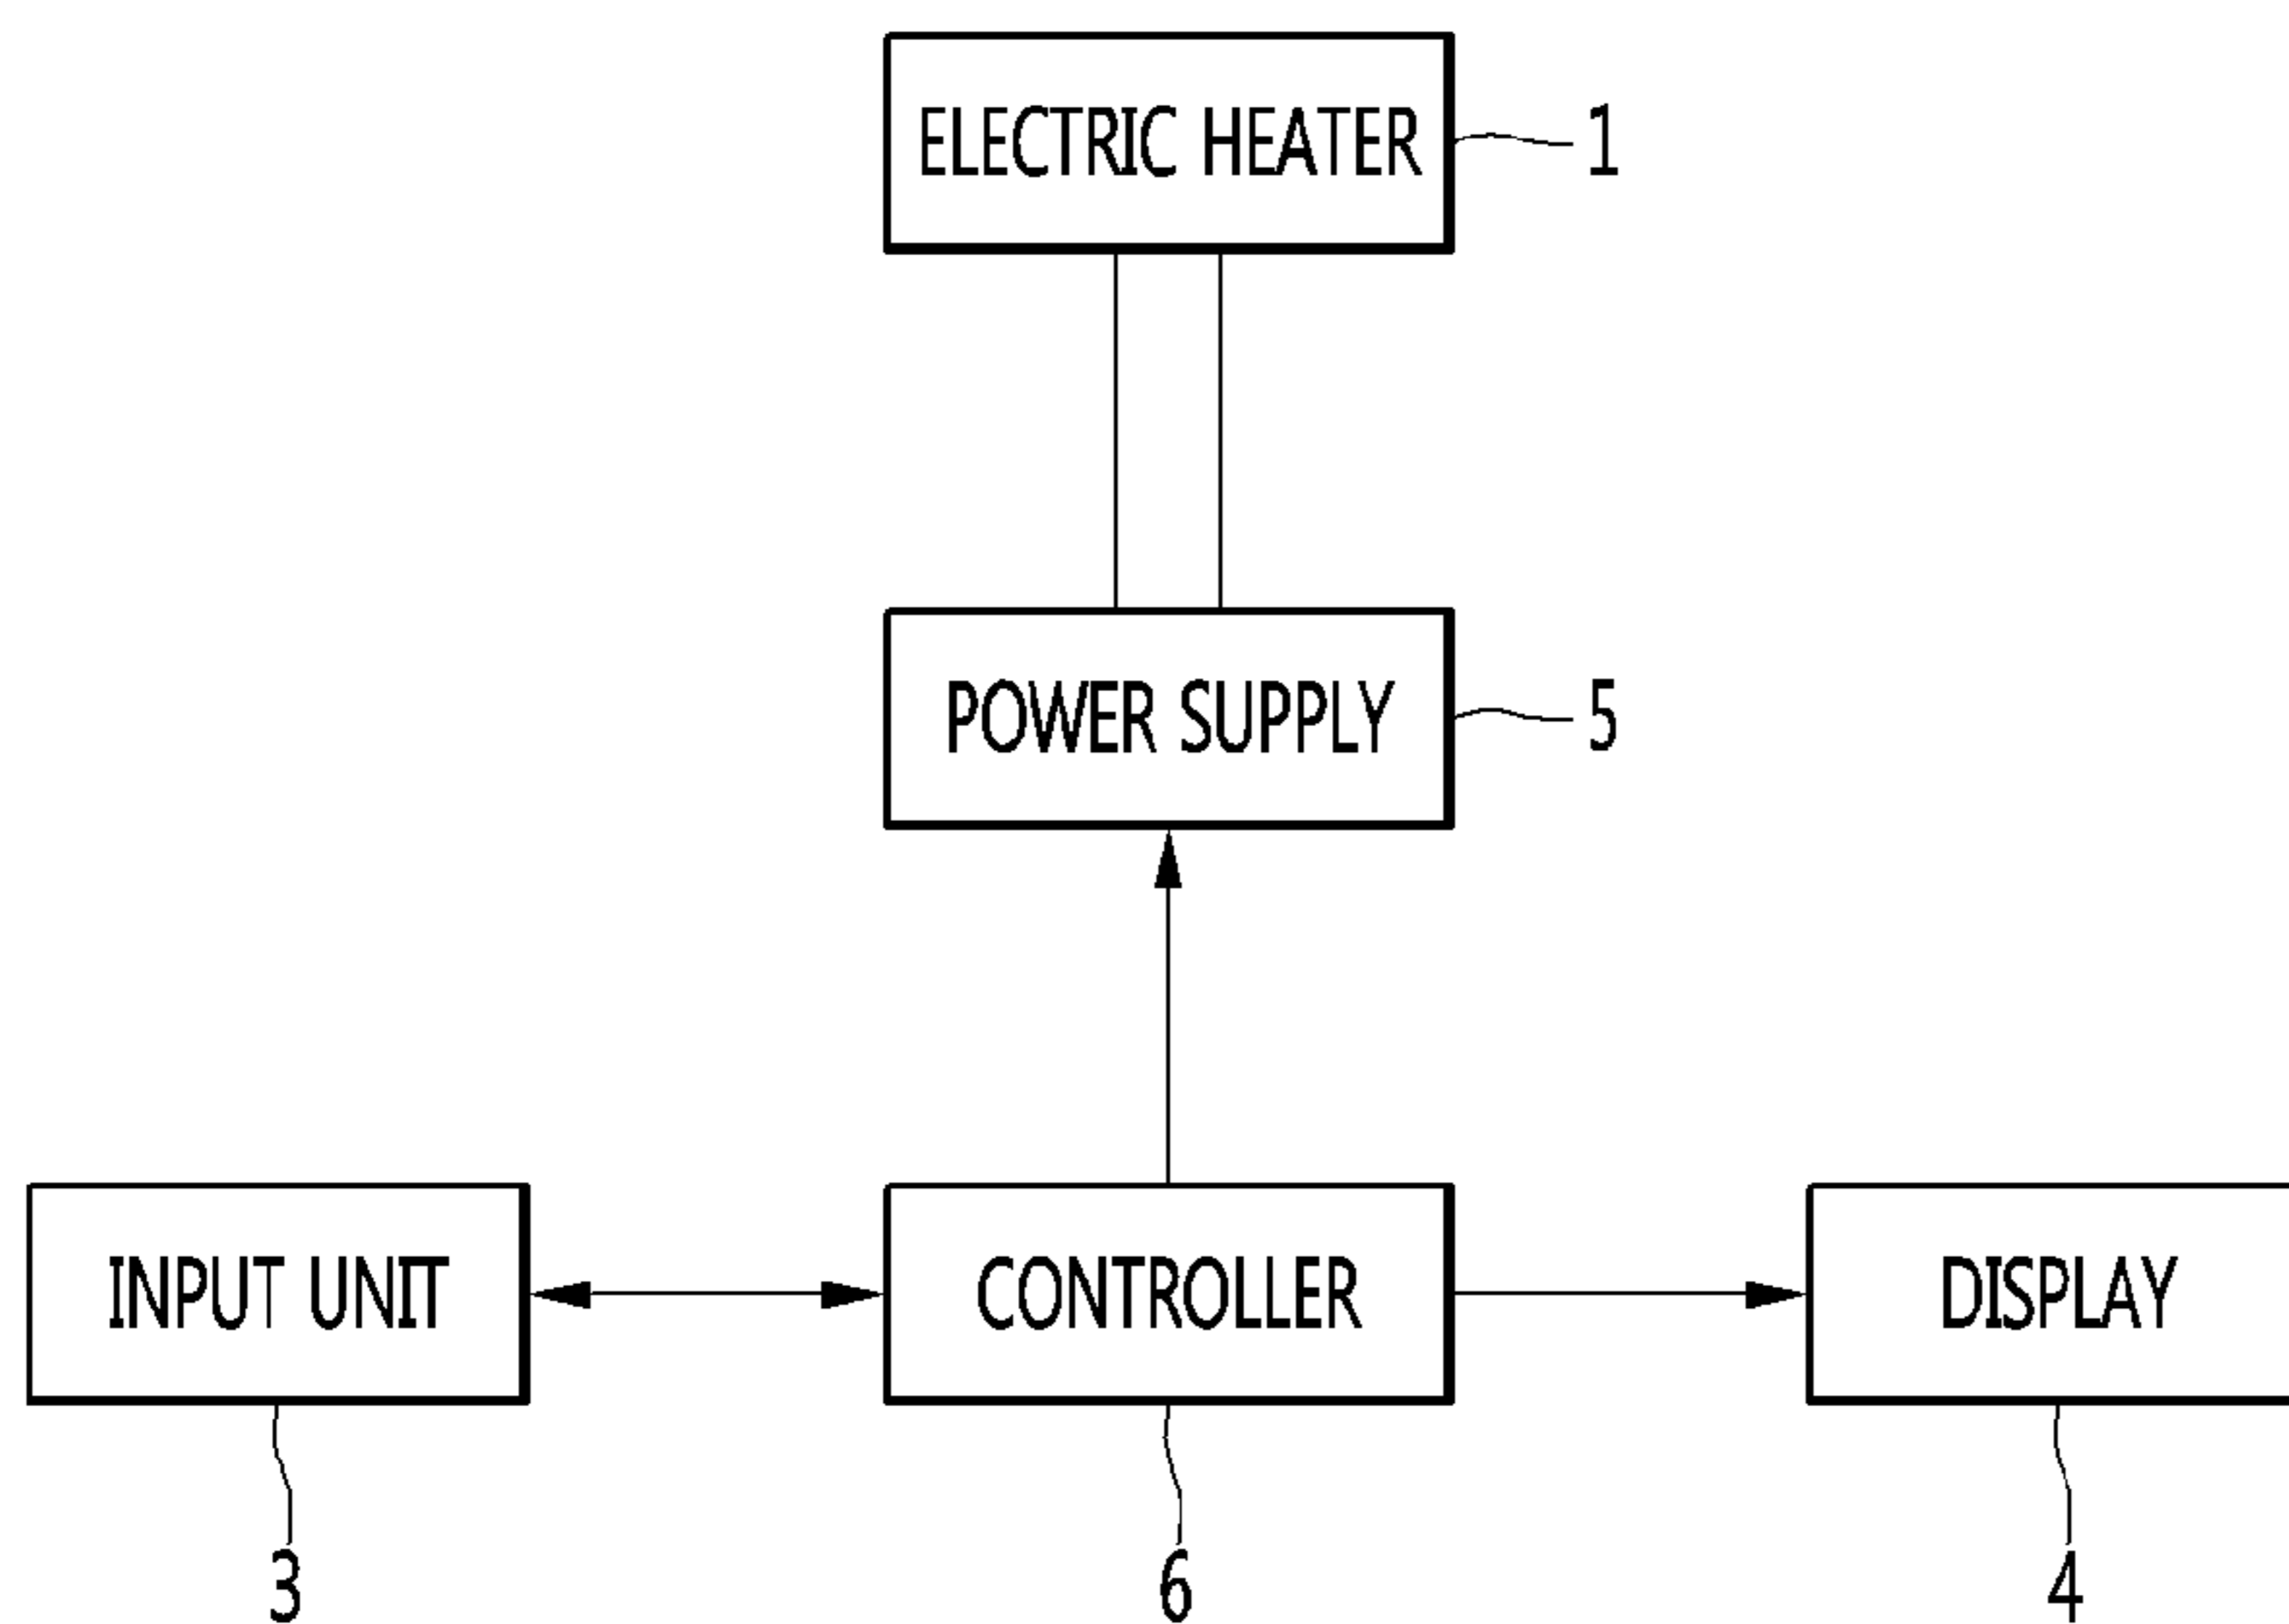 ELECTRIC HEATER 1
POWER SUPPLY 5
INPUT UNIT CONTROLLER DISPLAY
3 6 4